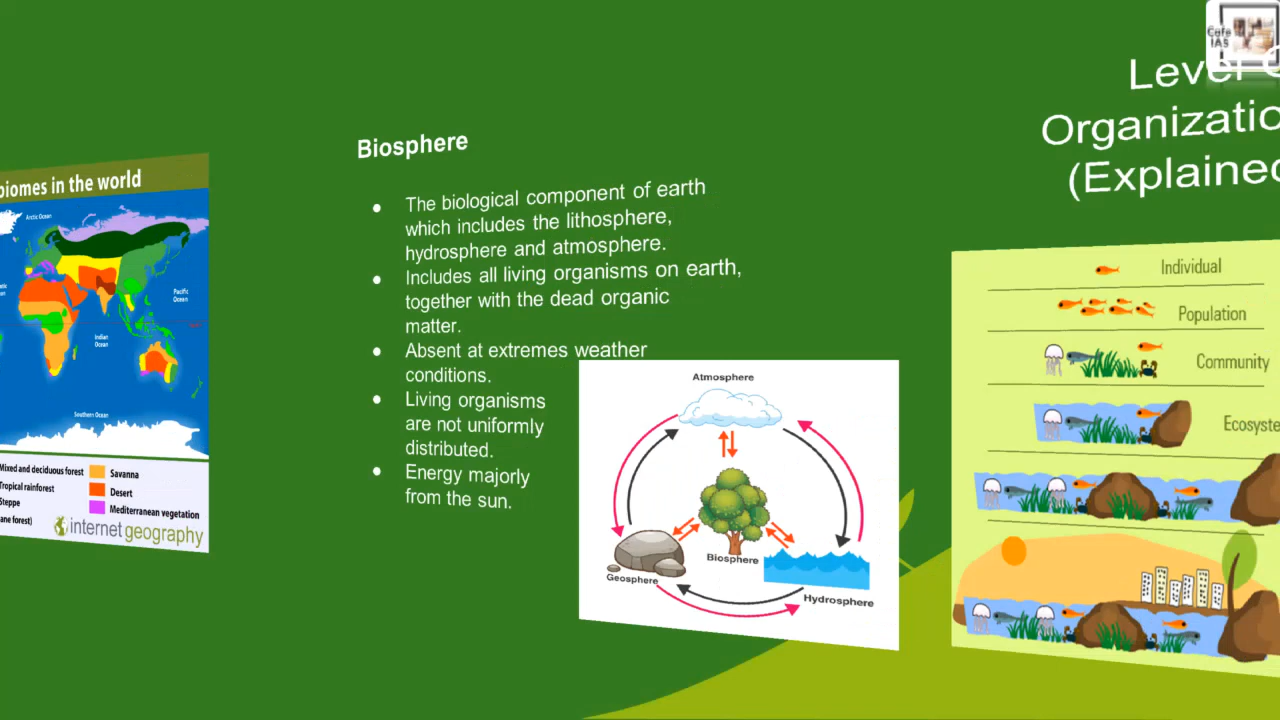 biomes in the world
Arctic Ocean
Pacific
Ocean
Indian
Ocean
Southern Ocean
Mixed and deciduous forest
Tropical rainforest
Steppe
ane forest)
Savanna
Desert
Mediterranean vegetation
internet geography
Biosphere
The biological component of earth
which includes the lithosphere,
hydrosphere and atmosphere.
Includes all living organisms on earth,
together with the dead organic
matter.
Absent at extremes weather
conditions.
Living organisms
are not uniformly
distributed.
Energy majorly
from the sun.
Atmosphere
Biosphere
Geosphere
Hydrosphere
Cafe
IAS
Level O
Organizatio
(Explained
Individual
Population
Community
Ecosyste